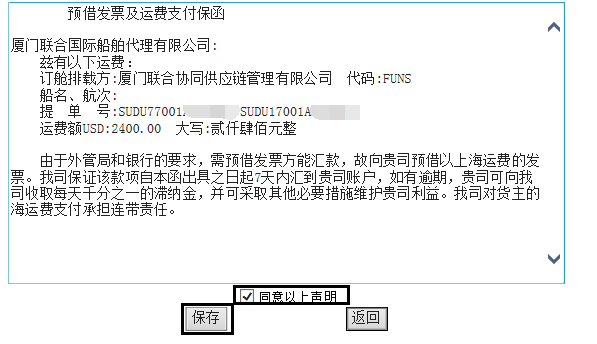 预借发票及运费支付保函
厦门联合国际船舶代理有限公司:
兹有以下运费:
订舱排载方:厦门联合协同供应链管理有限公司 代码:FUNS
船名、航次:
提 单 号:SUDU77001A SUDU17001A
运费额USD:2400.00 大写:贰仟肆佰元整
由于外管局和银行的要求，需预借发票方能汇款，故向贵司预借以上海运费的发
票。我司保证该款项自本函出具之日起7天内汇到贵司账户，如有逾期，贵司可向我
司收取每天千分之一的滞纳金，并可采取其他必要措施维护贵司利益。我司对货主的
海运费支付承担连带责任。
同意以上声明
保存 返回